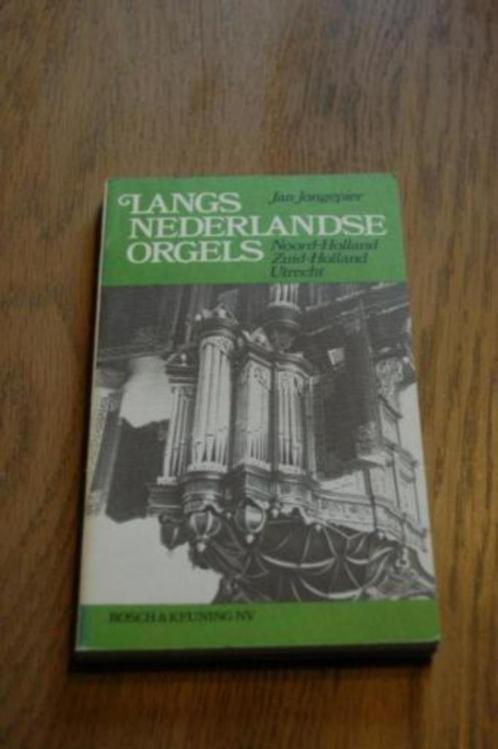 LANGS
NEDERLANDSE
ORGELS
Jan Jongepier
Noord-Holland
Zuid-Holland
Utrecht
BOSCH & KEUNING NV